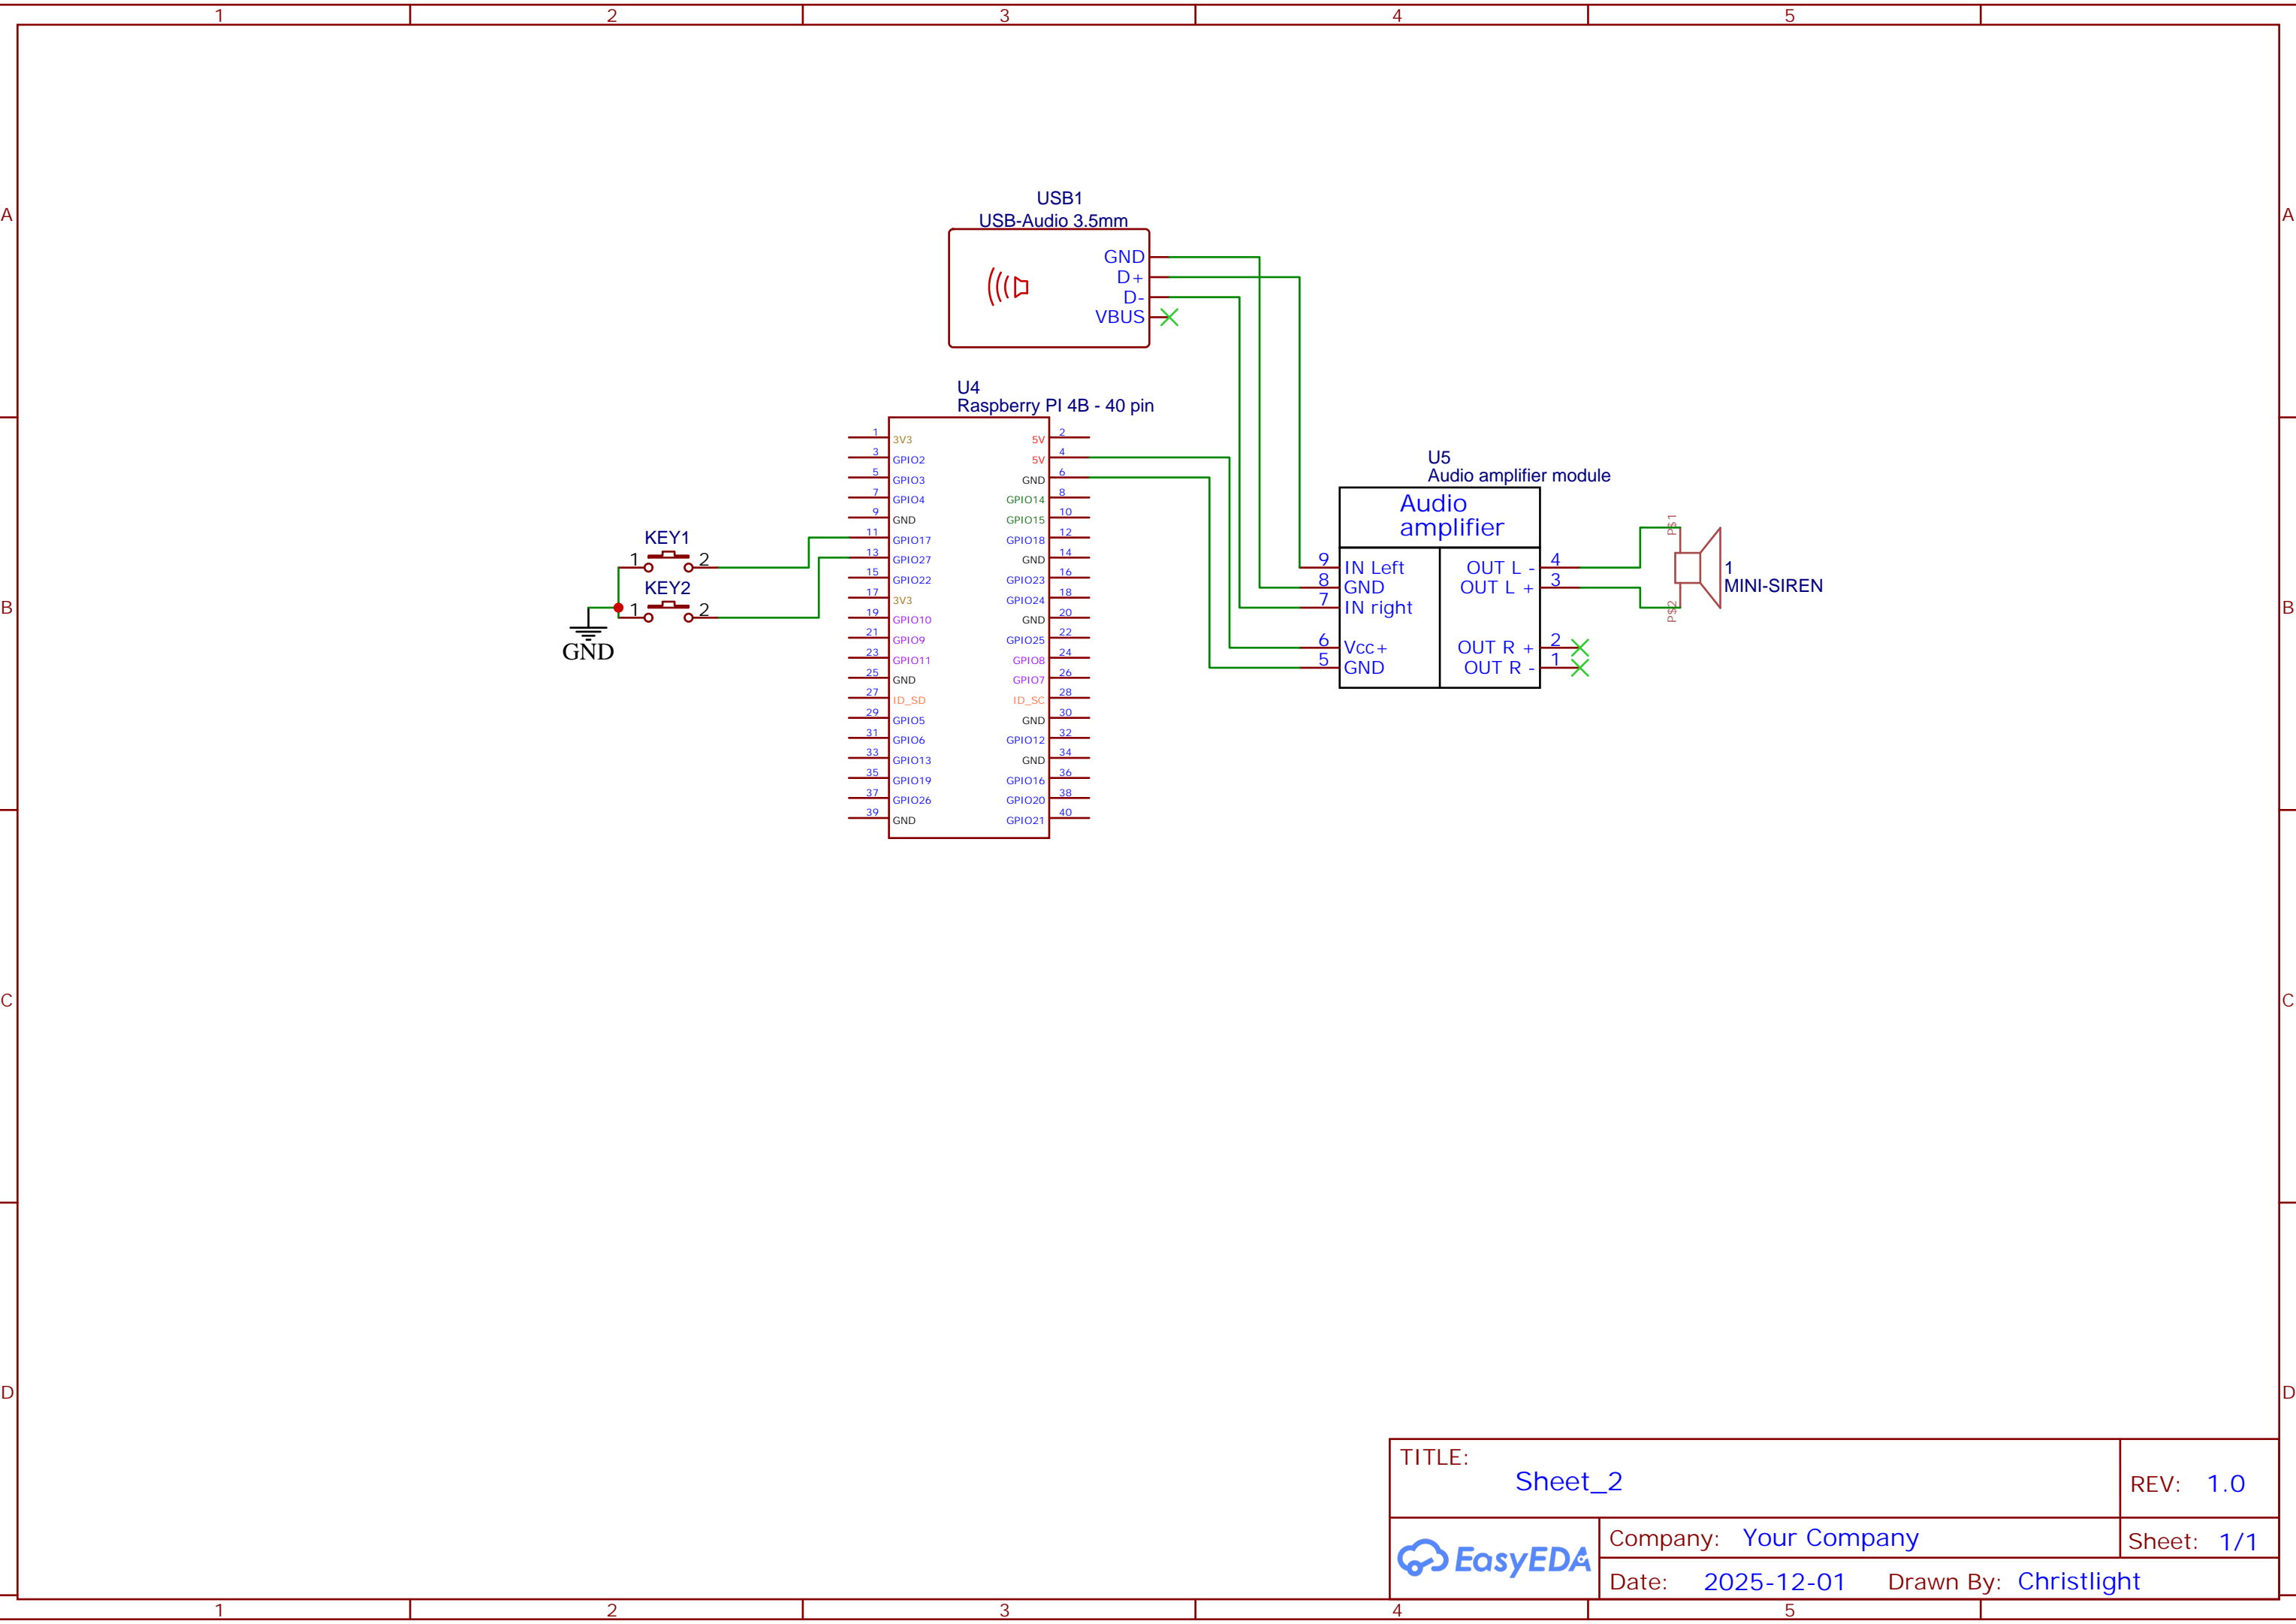 1 2 3 4 5
A A
USB1
USB-Audio 3.5mm
GND
D+
D-
VBUS
U4
Raspberry PI 4B - 40 pin
1 3V3 5V 2
3 GPIO2 5V 4
5 GPIO3 GND 6
7 GPIO4 GPIO14 8
9 GND GPIO15 10
11 GPIO17 GPIO18 12
13 GPIO27 GND 14
15 GPIO22 GPIO23 16
17 3V3 GPIO24 18
19 GPIO10 GND 20
21 GPIO9 GPIO25 22
23 GPIO11 GPIO8 24
25 GND GPIO7 26
27 ID_SD ID_SC 28
29 GPIO5 GND 30
31 GPIO6 GPIO12 32
33 GPIO13 GND 34
35 GPIO19 GPIO16 36
37 GPIO26 GPIO20 38
39 GND GPIO21 40
KEY1
1 2
KEY2
1 2
GND
B B
U5
Audio amplifier module
Audio
amplifier
9 IN Left OUT L - 4
8 GND OUT L + 3
7 IN right
6 Vcc+ OUT R + 2
5 GND OUT R - 1
P$1
P$2
1
MINI-SIREN
C C
D D
TITLE:
Sheet_2
REV: 1.0
EasyEDA
Company: Your Company
Sheet: 1/1
Date: 2025-12-01 Drawn By: Christlight
1 2 3 4 5